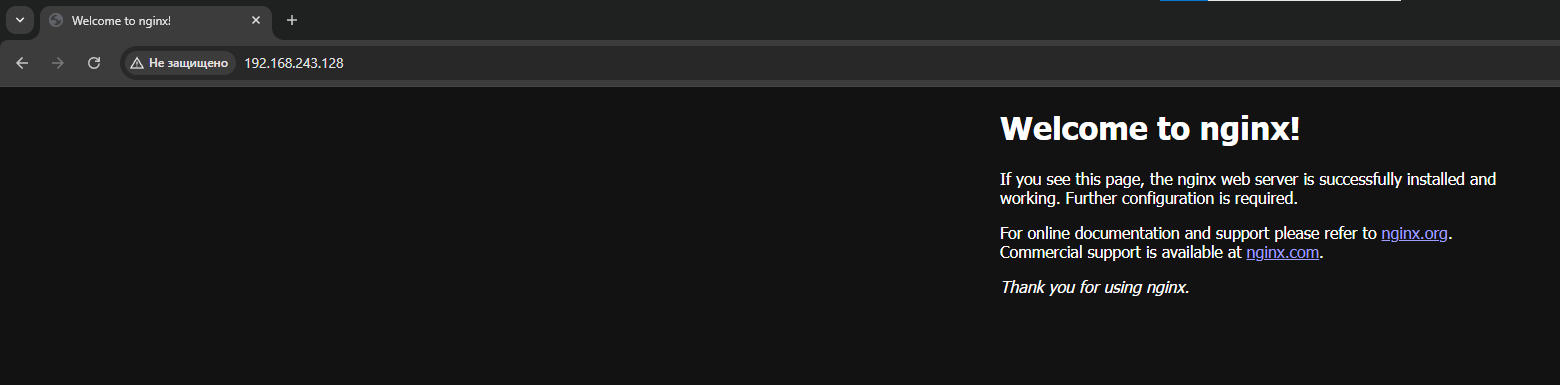 Welcome to nginx!
Не защищено 192.168.243.128
Welcome to nginx!
If you see this page, the nginx web server is successfully installed and
working. Further configuration is required.
For online documentation and support please refer to nginx.org.
Commercial support is available at nginx.com.
Thank you for using nginx.